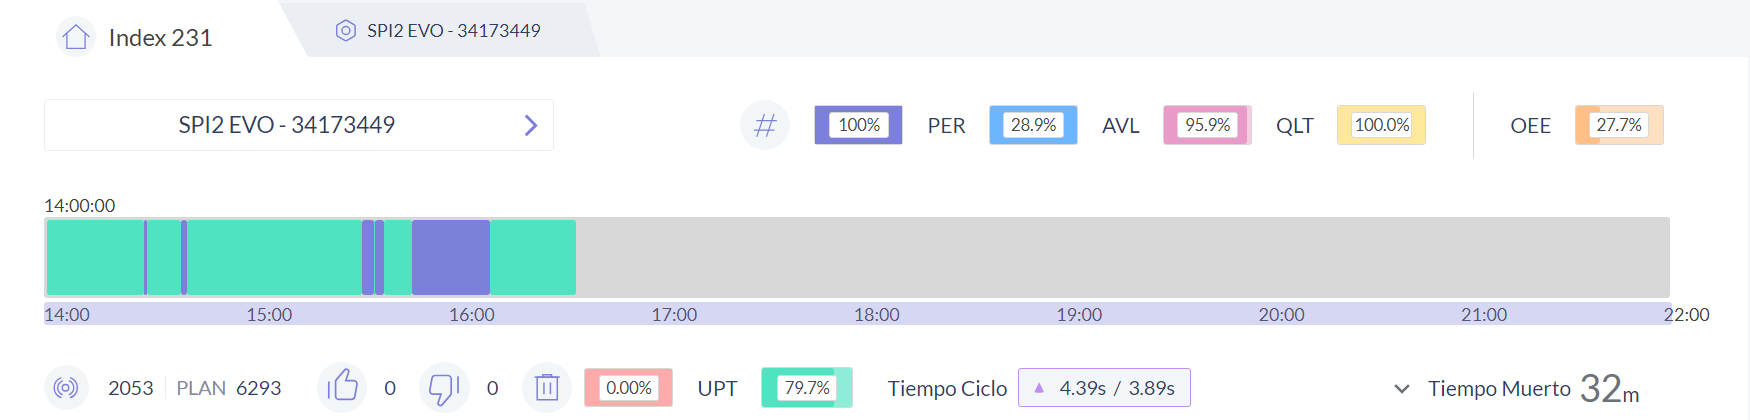 Index 231
SPI2 EVO - 34173449
SPI2 EVO - 34173449
# 100% PER 28.9% AVL 95.9% QLT 100.0% OEE 27.7%
14:00:00
14:00 15:00 16:00 17:00 18:00 19:00 20:00 21:00 22:00
2053 PLAN 6293 0 0 0.00% UPT 79.7% Tiempo Ciclo 4.39s / 3.89s Tiempo Muerto 32m